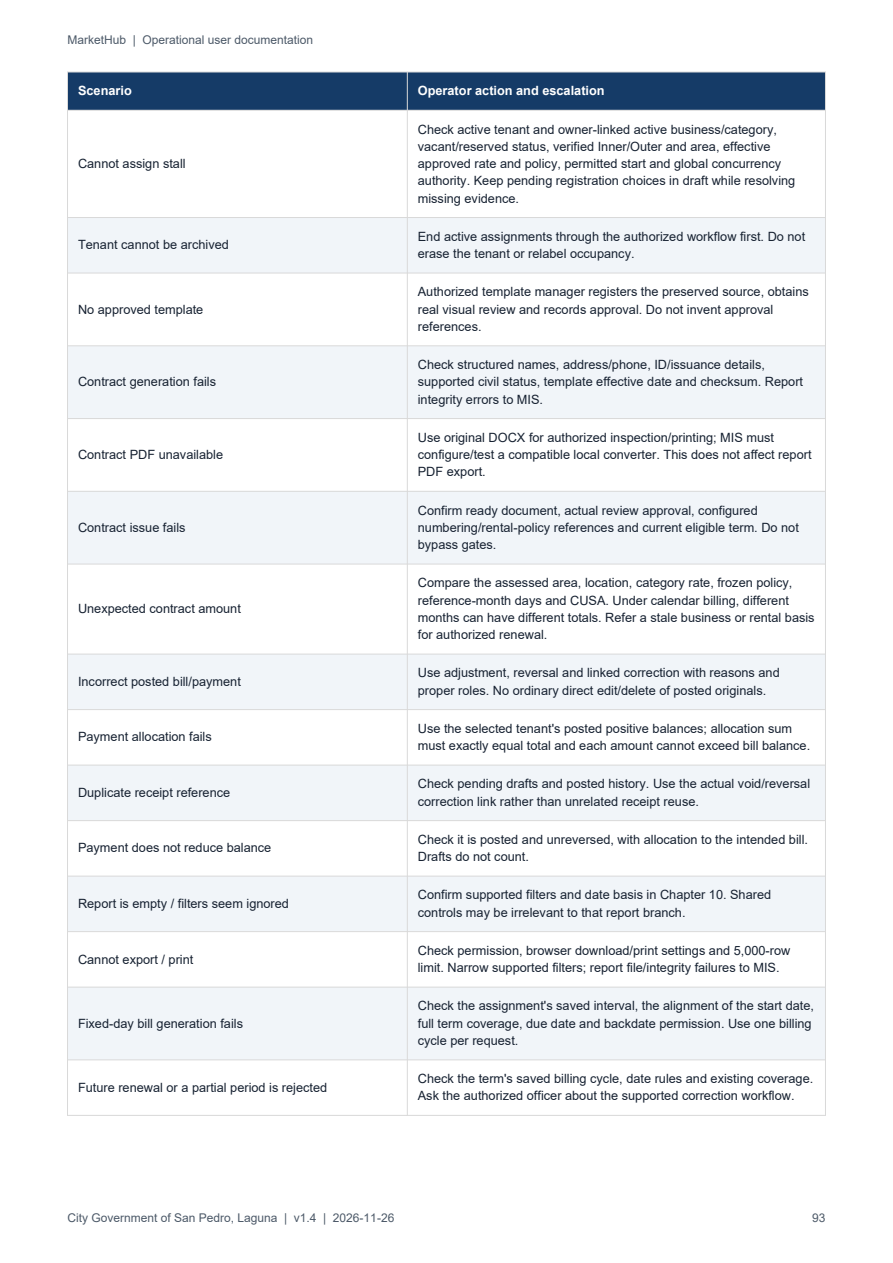 MarketHub | Operational user documentation
Scenario
Operator action and escalation
Cannot assign stall
Check active tenant and owner-linked active business/category,
vacant/reserved status, verified Inner/Outer and area, effective
approved rate and policy, permitted start and global concurrency
authority. Keep pending registration choices in draft while resolving
missing evidence.
Tenant cannot be archived
End active assignments through the authorized workflow first. Do not
erase the tenant or relabel occupancy.
No approved template
Authorized template manager registers the preserved source, obtains
real visual review and records approval. Do not invent approval
references.
Contract generation fails
Check structured names, address/phone, ID/issuance details,
supported civil status, template effective date and checksum. Report
integrity errors to MIS.
Contract PDF unavailable
Use original DOCX for authorized inspection/printing; MIS must
configure/test a compatible local converter. This does not affect report
PDF export.
Contract issue fails
Confirm ready document, actual review approval, configured
numbering/rental-policy references and current eligible term. Do not
bypass gates.
Unexpected contract amount
Compare the assessed area, location, category rate, frozen policy,
reference-month days and CUSA. Under calendar billing, different
months can have different totals. Refer a stale business or rental basis
for authorized renewal.
Incorrect posted bill/payment
Use adjustment, reversal and linked correction with reasons and
proper roles. No ordinary direct edit/delete of posted originals.
Payment allocation fails
Use the selected tenant's posted positive balances; allocation sum
must exactly equal total and each amount cannot exceed bill balance.
Duplicate receipt reference
Check pending drafts and posted history. Use the actual void/reversal
correction link rather than unrelated receipt reuse.
Payment does not reduce balance
Check it is posted and unreversed, with allocation to the intended bill.
Drafts do not count.
Report is empty / filters seem ignored
Confirm supported filters and date basis in Chapter 10. Shared
controls may be irrelevant to that report branch.
Cannot export / print
Check permission, browser download/print settings and 5,000-row
limit. Narrow supported filters; report file/integrity failures to MIS.
Fixed-day bill generation fails
Check the assignment's saved interval, the alignment of the start date,
full term coverage, due date and backdate permission. Use one billing
cycle per request.
Future renewal or a partial period is rejected
Check the term's saved billing cycle, date rules and existing coverage.
Ask the authorized officer about the supported correction workflow.
City Government of San Pedro, Laguna | v1.4 | 2026-11-26
93